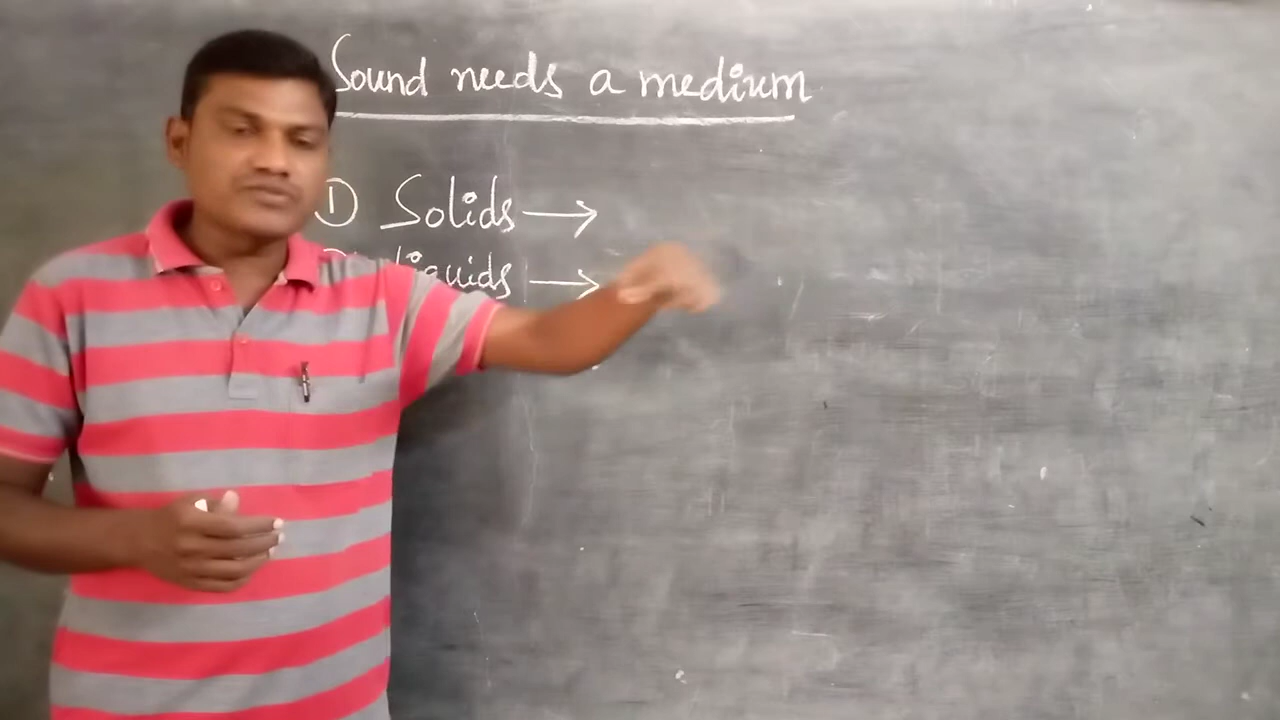 Sound needs a medium
① Solids →
liquids →